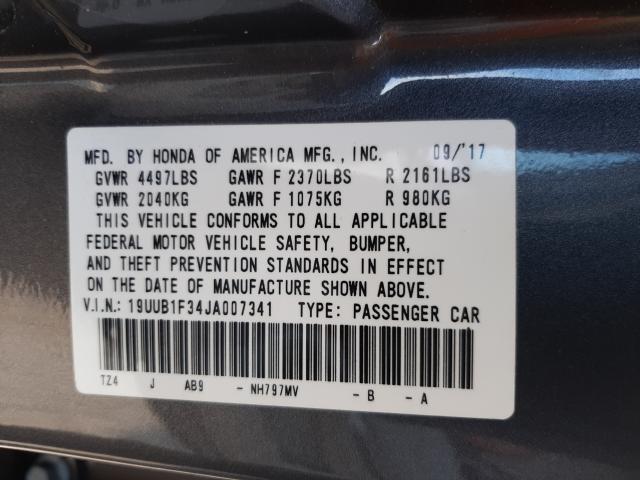 MFD. BY HONDA OF AMERICA MFG., INC. 09/'17
GVWR 4497LBS GAWR F 2370LBS R 2161LBS
GVWR 2040KG GAWR F 1075KG R 980KG
THIS VEHICLE CONFORMS TO ALL APPLICABLE
FEDERAL MOTOR VEHICLE SAFETY, BUMPER,
AND THEFT PREVENTION STANDARDS IN EFFECT
ON THE DATE OF MANUFACTURE SHOWN ABOVE.
V.I.N.: 19UUB1F34JA007341 TYPE: PASSENGER CAR
TZ4 J AB9 - NH797MV - B - A